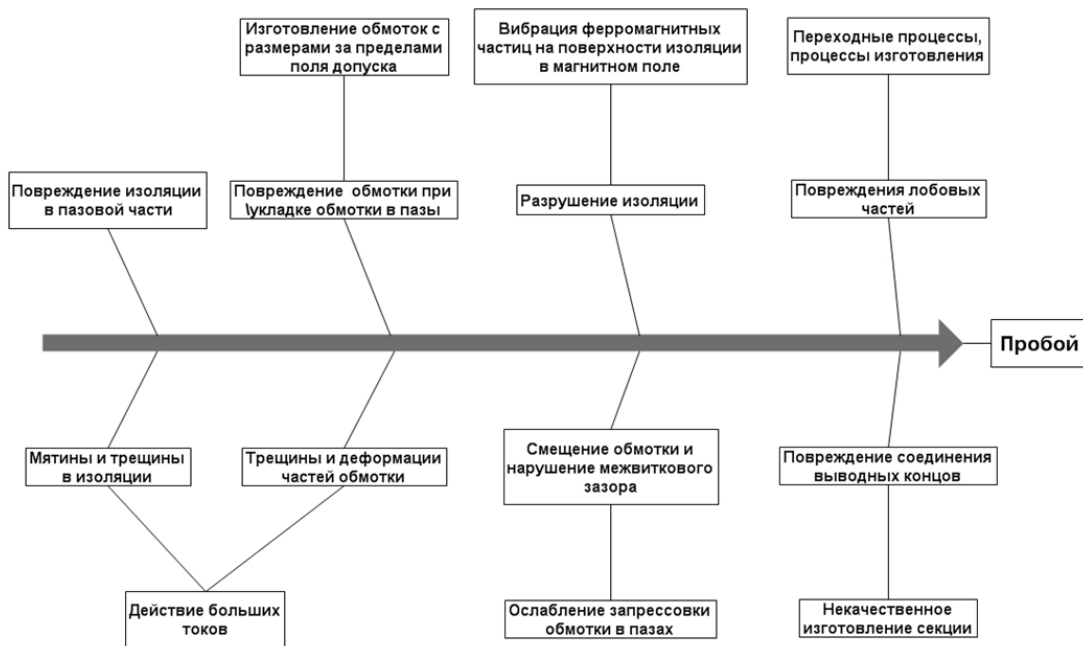 Изготовление обмоток с
размерами за пределами
поля допуска
Вибрация ферромагнитных
частиц на поверхности изоляции
в магнитном поле
Переходные процессы,
процессы изготовления
Повреждение изоляции
в пазовой части
Повреждение обмотки при
\укладке обмотки в пазы
Разрушение изоляции
Повреждения лобовых
частей
Пробой
Мятины и трещины
в изоляции
Трещины и деформации
частей обмотки
Смещение обмотки и
нарушение межвиткового
зазора
Повреждение соединения
выводных концов
Действие больших
токов
Ослабление запрессовки
обмотки в пазах
Некачественное
изготовление секции